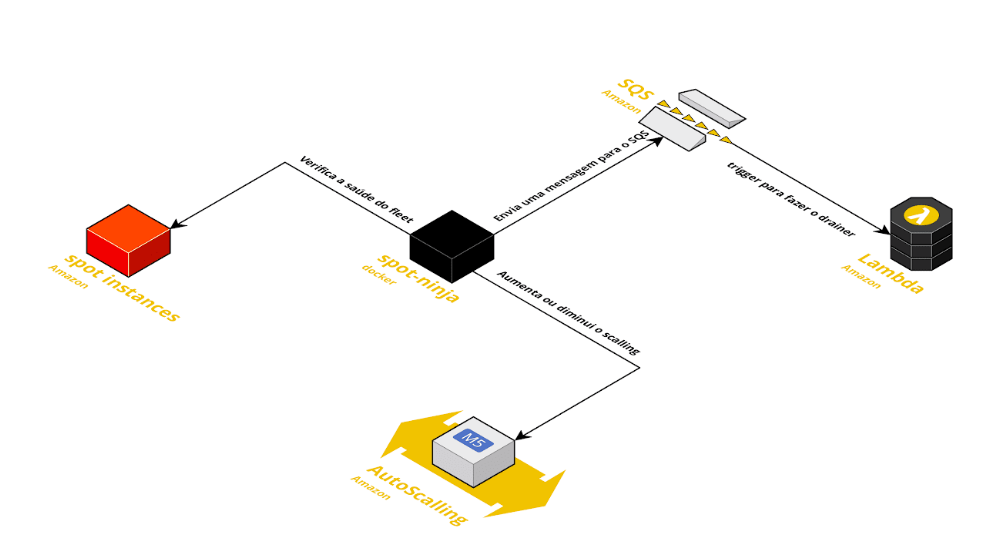 SQS
Amazon
Envia uma mensagem para o SQS
trigger para fazer o drainer
Verifica a saúde do fleet
spot instances
Amazon
spot-ninja
docker
Lambda
Amazon
Aumenta ou diminui o scalling
M5
AutoScalling
Amazon